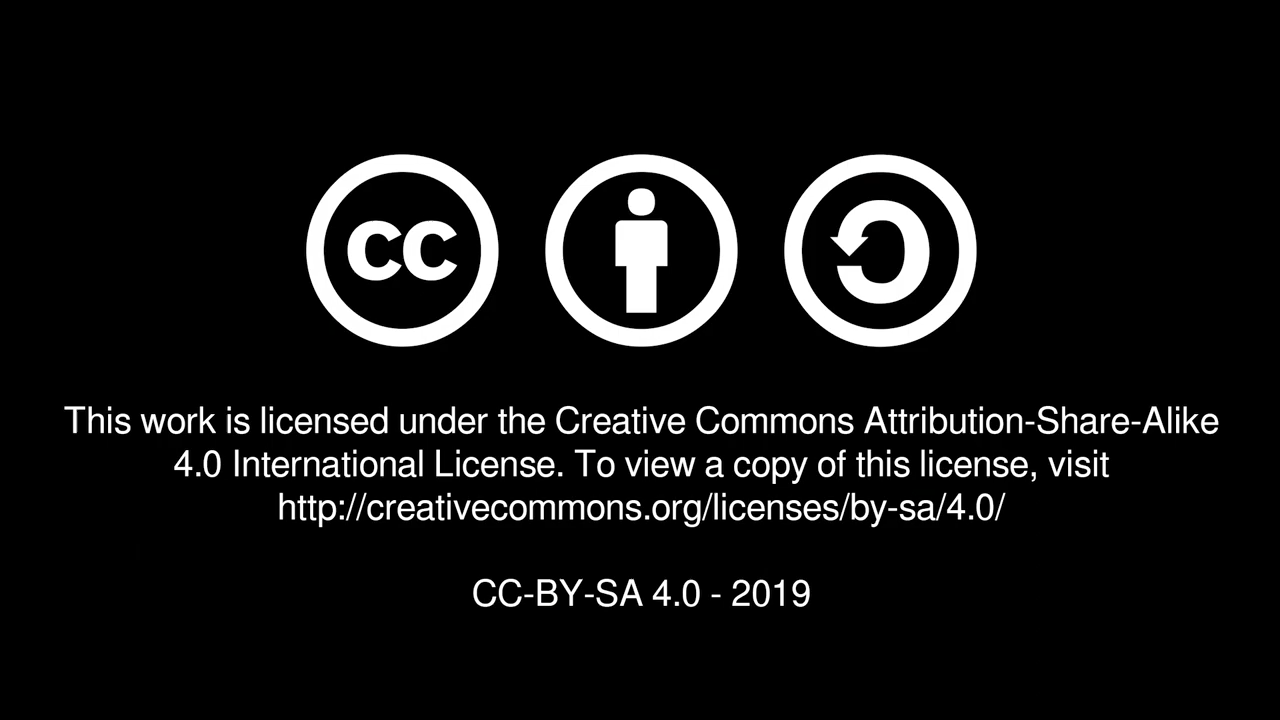 cc
This work is licensed under the Creative Commons Attribution-Share-Alike
4.0 International License. To view a copy of this license, visit
http://creativecommons.org/licenses/by-sa/4.0/
CC-BY-SA 4.0 - 2019